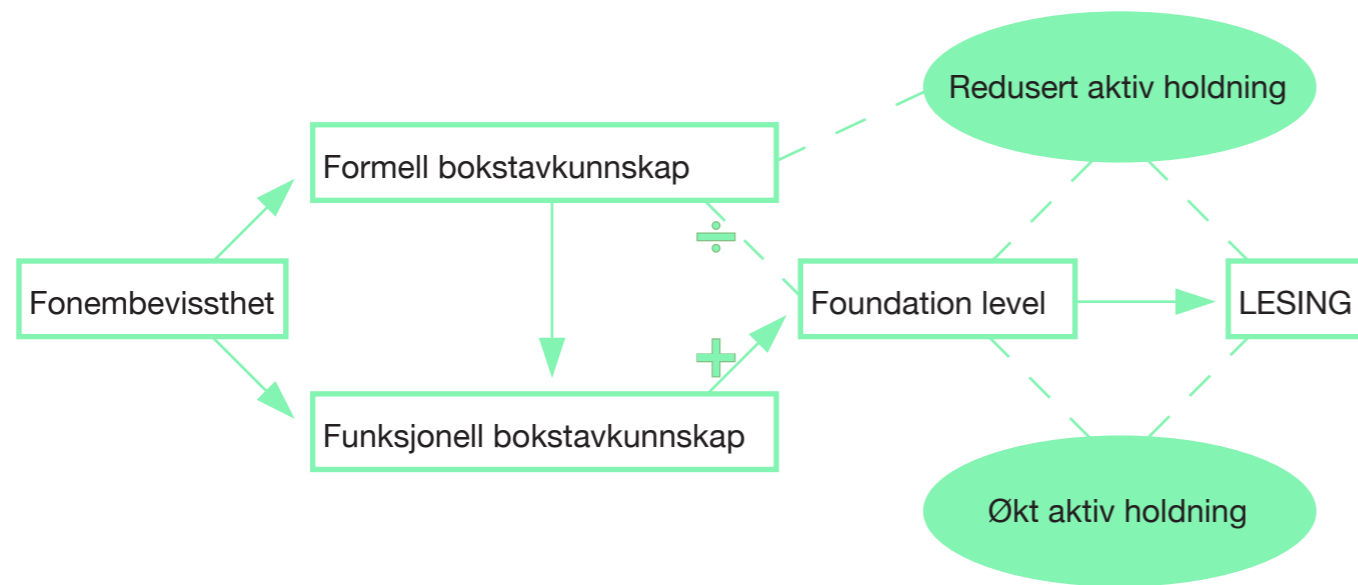 Redusert aktiv holdning
Formell bokstavkunnskap
÷
Fonembevissthet
Foundation level
LESING
+
Funksjonell bokstavkunnskap
Økt aktiv holdning